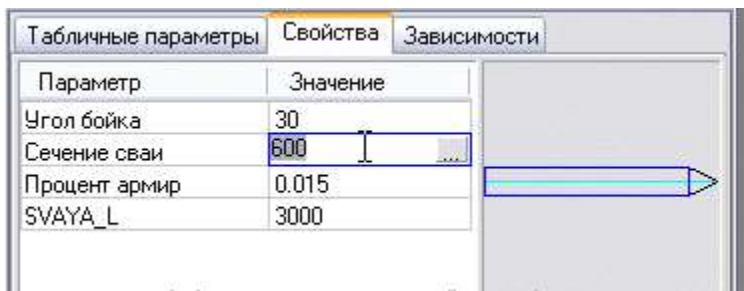 Табличные параметры Свойства Зависимости
Параметр Значение
Угол бойка 30
Сечение сваи 600 ...
Процент армир 0.015
SVAYA_L 3000